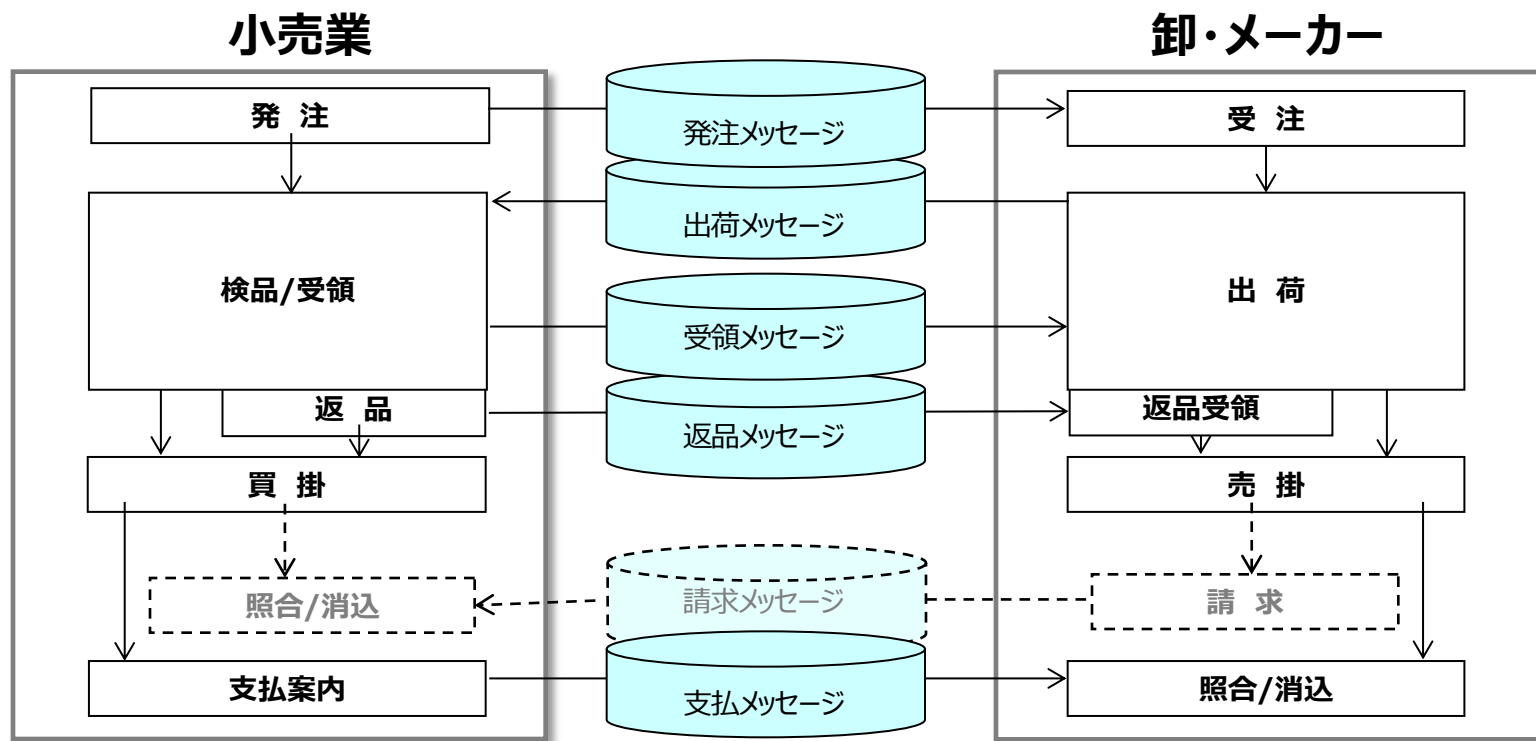 小売業
卸・メーカー
発 注
発注メッセージ
受 注
出荷メッセージ
検品/受領
出 荷
受領メッセージ
返 品
返品メッセージ
返品受領
買 掛
売 掛
照合/消込
請求メッセージ
請 求
支払案内
支払メッセージ
照合/消込